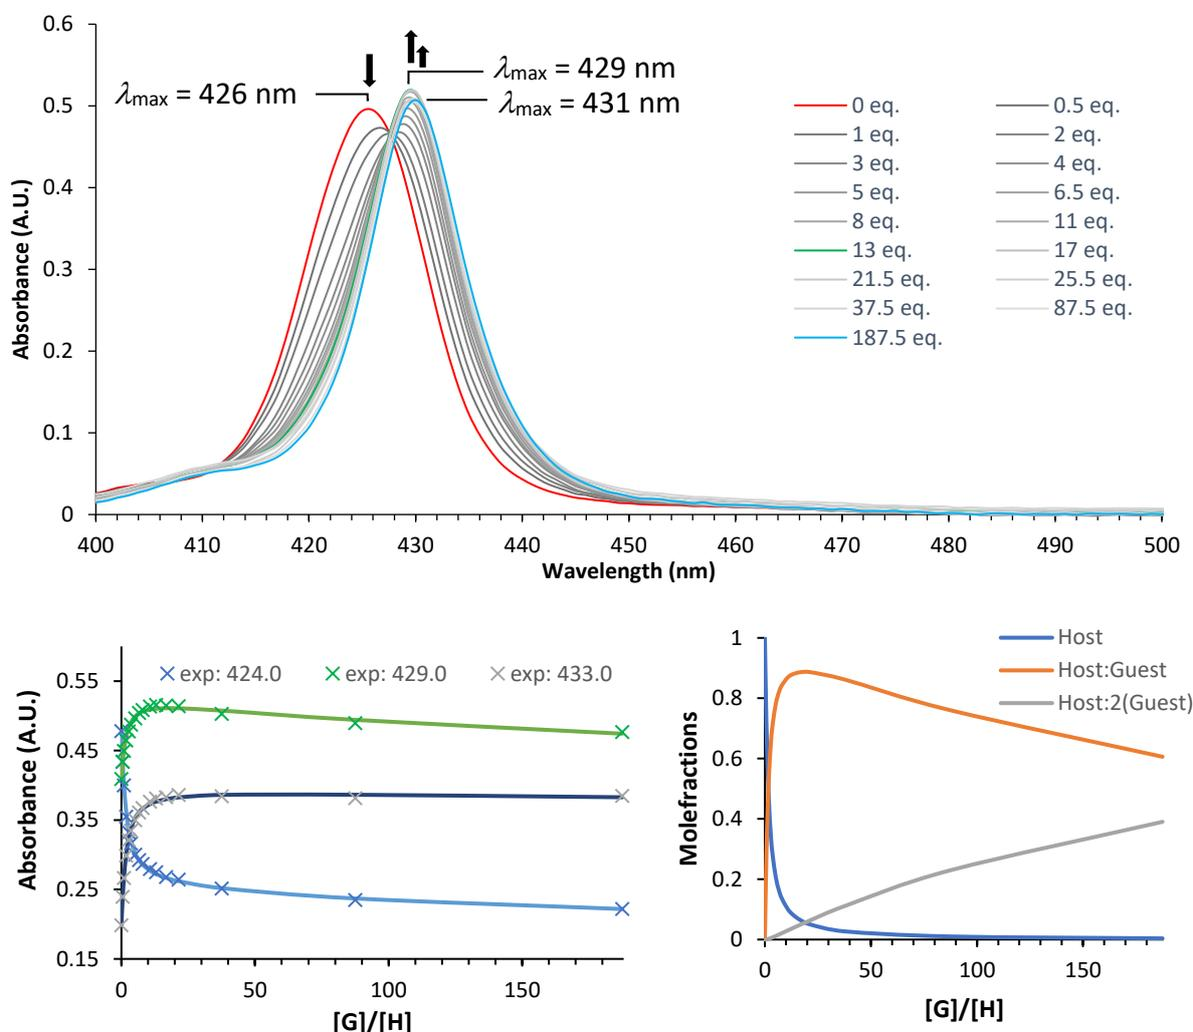 0.6
0.5
0.4
0.3
0.2
0.1
0
Absorbance (A.U.)
λmax = 426 nm
λmax = 429 nm
λmax = 431 nm
0 eq. 0.5 eq.
1 eq. 2 eq.
3 eq. 4 eq.
5 eq. 6.5 eq.
8 eq. 11 eq.
13 eq. 17 eq.
21.5 eq. 25.5 eq.
37.5 eq. 87.5 eq.
187.5 eq.
400 410 420 430 440 450 460 470 480 490 500
Wavelength (nm)
exp: 424.0 exp: 429.0 exp: 433.0
0.55
0.45
0.35
0.25
0.15
Absorbance (A.U.)
0 50 100 150
[G]/[H]
Host
Host:Guest
Host:2(Guest)
1
0.8
0.6
0.4
0.2
0
Molefractions
0 50 100 150
[G]/[H]